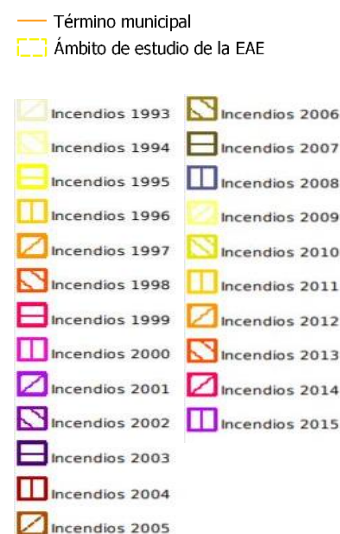 Término municipal
Ámbito de estudio de la EAE
Incendios 1993
Incendios 1994
Incendios 1995
Incendios 1996
Incendios 1997
Incendios 1998
Incendios 1999
Incendios 2000
Incendios 2001
Incendios 2002
Incendios 2003
Incendios 2004
Incendios 2005
Incendios 2006
Incendios 2007
Incendios 2008
Incendios 2009
Incendios 2010
Incendios 2011
Incendios 2012
Incendios 2013
Incendios 2014
Incendios 2015